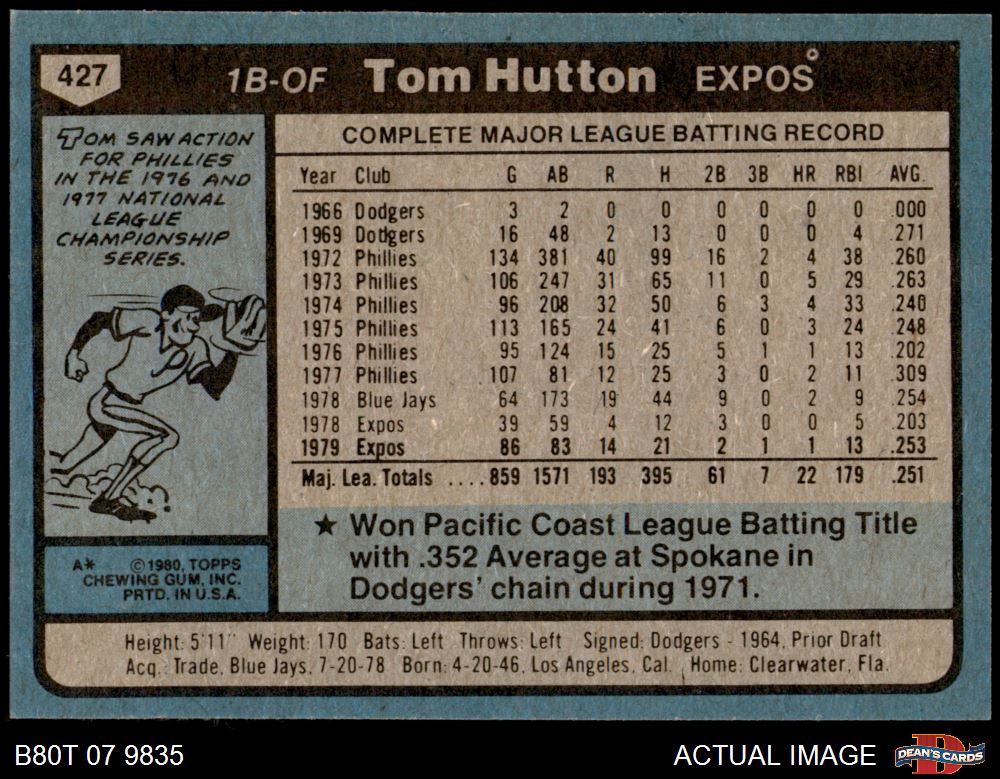 427 1B-OF Tom Hutton EXPOS
TOM SAW ACTION
FOR PHILLIES
IN THE 1976 AND
1977 NATIONAL
LEAGUE
CHAMPIONSHIP
SERIES.
P
A* ©1980, TOPPS
CHEWING GUM, INC.
PRTD. IN U.S.A.
COMPLETE MAJOR LEAGUE BATTING RECORD
Year Club G AB R H 2B 3B HR RBI AVG.
1966 Dodgers 3 2 0 0 0 0 0 0 .000
1969 Dodgers 16 48 2 13 0 0 0 4 .271
1972 Phillies 134 381 40 99 16 2 4 38 .260
1973 Phillies 106 247 31 65 11 0 5 29 .263
1974 Phillies 96 208 32 50 6 3 4 33 .240
1975 Phillies 113 165 24 41 6 0 3 24 .248
1976 Phillies 95 124 15 25 5 1 1 13 .202
1977 Phillies 107 81 12 25 3 0 2 11 .309
1978 Blue Jays 64 173 19 44 9 0 2 9 .254
1978 Expos 39 59 4 12 3 0 0 5 .203
1979 Expos 86 83 14 21 2 1 1 13 .253
Maj. Lea. Totals ....859 1571 193 395 61 7 22 179 .251
★ Won Pacific Coast League Batting Title
with .352 Average at Spokane in
Dodgers' chain during 1971.
Height: 5'11" Weight: 170 Bats: Left Throws: Left Signed: Dodgers - 1964, Prior Draft
Acq.: Trade, Blue Jays, 7-20-78 Born: 4-20-46, Los Angeles, Cal. Home: Clearwater, Fla.
B80T 07 9835 ACTUAL IMAGE D DEAN'S CARDS